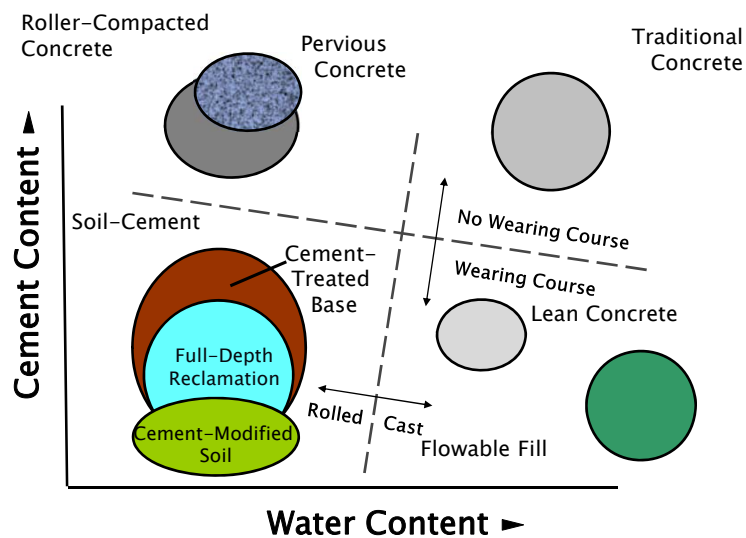 Roller-Compacted
Concrete
Pervious
Concrete
Traditional
Concrete
Cement Content ►
Soil-Cement
No Wearing Course
Wearing Course
Cement-
Treated
Base
Lean Concrete
Full-Depth
Reclamation
Rolled
Cast
Cement-Modified
Soil
Flowable Fill
Water Content ►